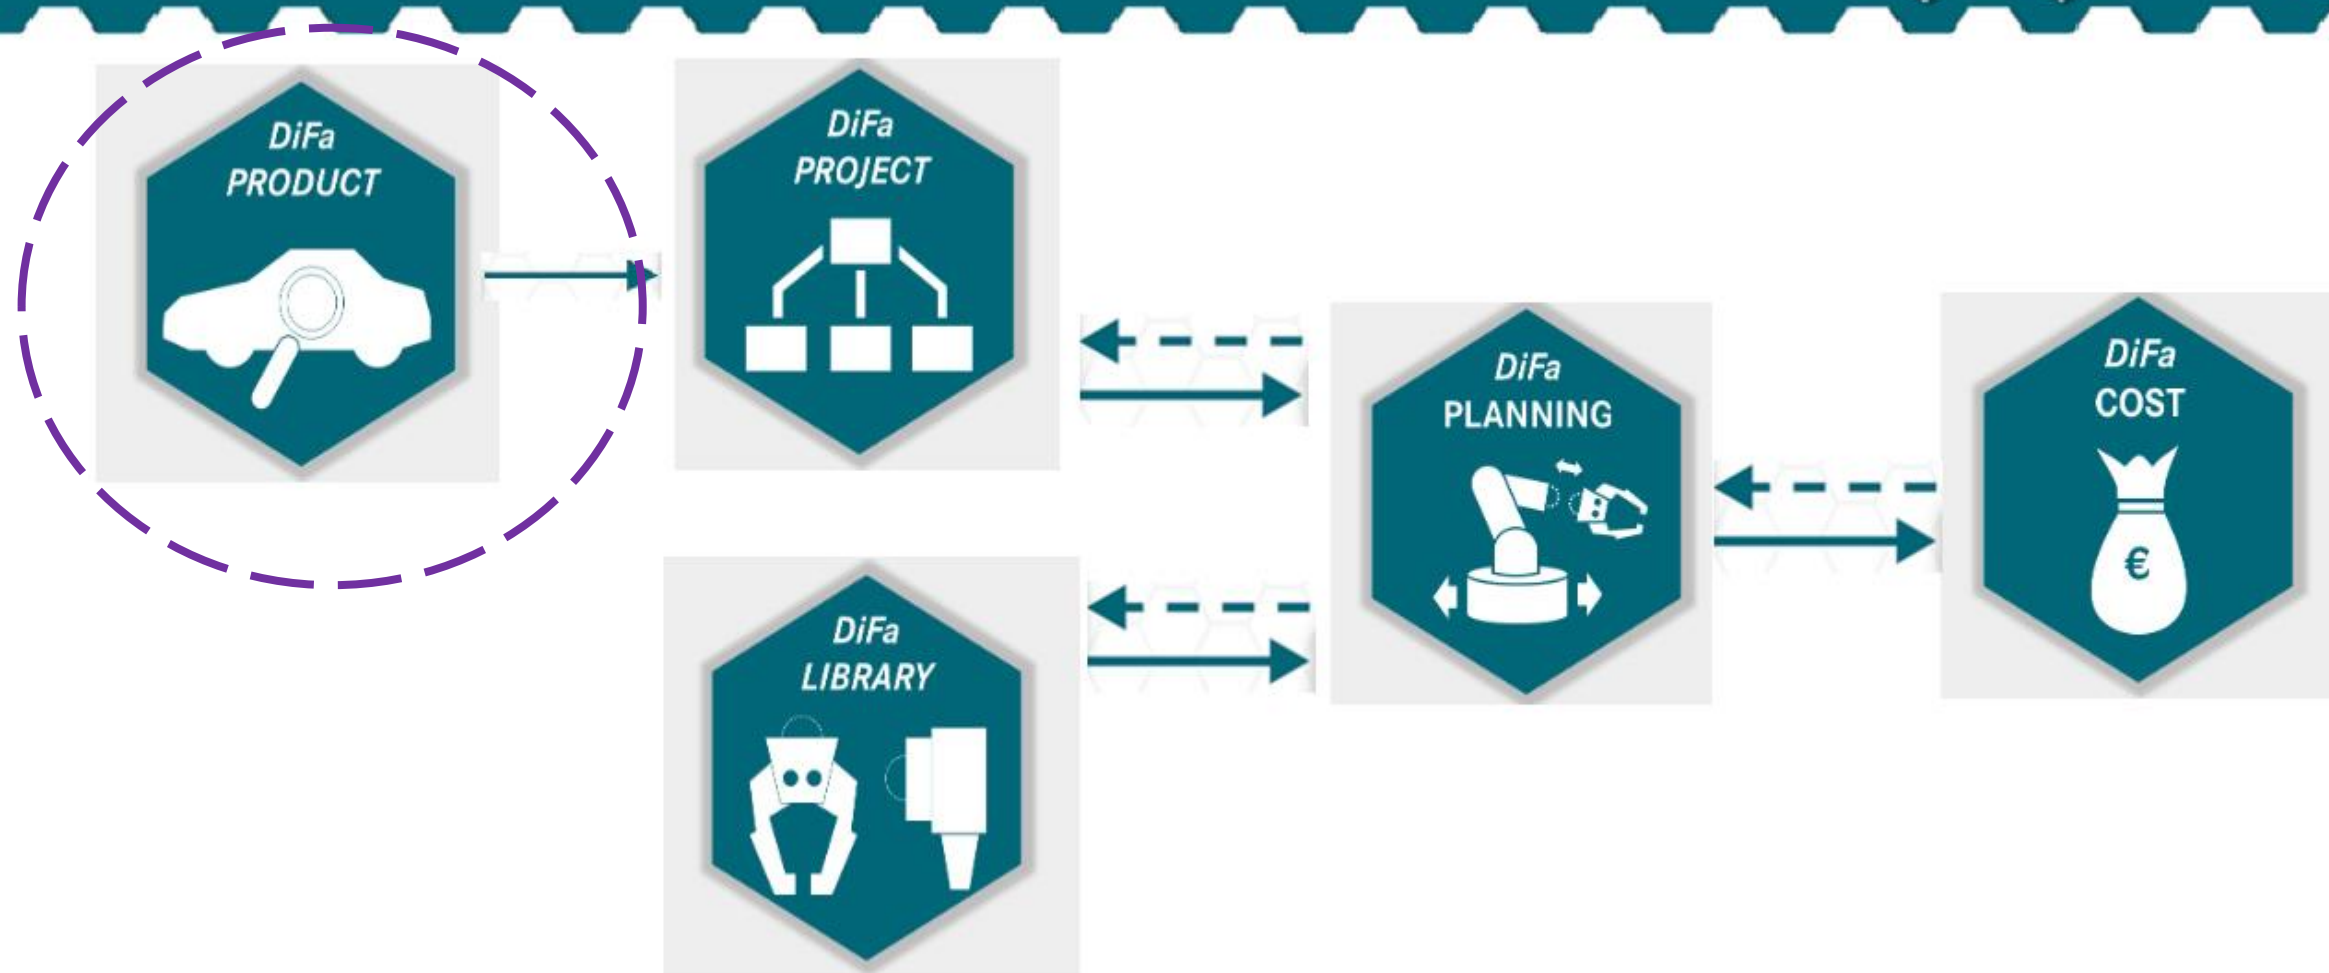 DiFa
PRODUCT
DiFa
PROJECT
DiFa
PLANNING
DiFa
COST
€
DiFa
LIBRARY